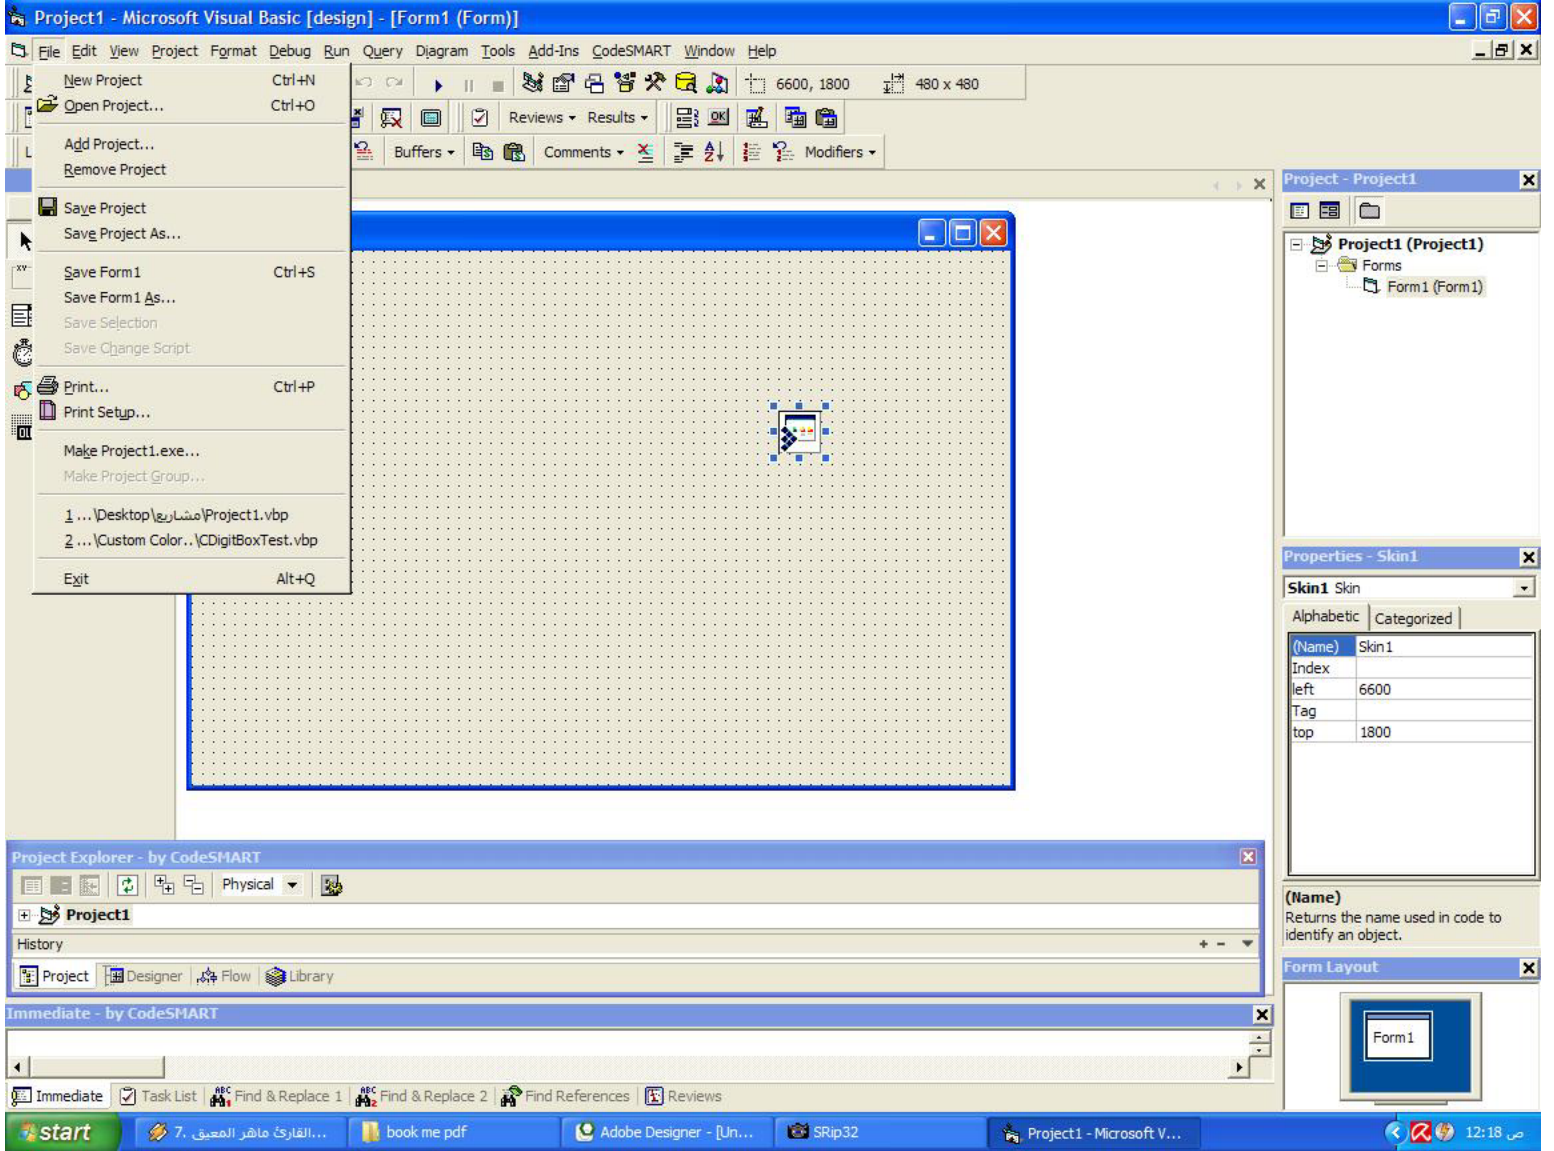 Project1 - Microsoft Visual Basic [design] - [Form1 (Form)]
File Edit View Project Format Debug Run Query Diagram Tools Add-Ins CodeSMART Window Help
New Project Ctrl+N
Open Project... Ctrl+O
Add Project...
Remove Project
Save Project
Save Project As...
Save Form1 Ctrl+S
Save Form1 As...
Save Selection
Save Change Script
Print... Ctrl+P
Print Setup...
Make Project1.exe...
Make Project Group...
1 ...\Desktop\مشاريع\Project1.vbp
2 ...\Custom Color..\CDigitBoxTest.vbp
Exit Alt+Q
6600, 1800 480 x 480
Reviews Results OK
Buffers Comments Modifiers
Project - Project1
Project1 (Project1)
Forms
Form1 (Form1)
Properties - Skin1
Skin1 Skin
Alphabetic Categorized
(Name) Skin1
Index
left 6600
Tag
top 1800
(Name)
Returns the name used in code to
identify an object.
Form Layout
Form1
Project Explorer - by CodeSMART
Physical
Project1
History
Project Designer Flow Library
Immediate - by CodeSMART
Immediate Task List Find & Replace 1 Find & Replace 2 Find References Reviews
start 7. القارئ ماهر المعيق... book me pdf Adobe Designer - [Un... SRip32 Project1 - Microsoft V... 12:18 ص